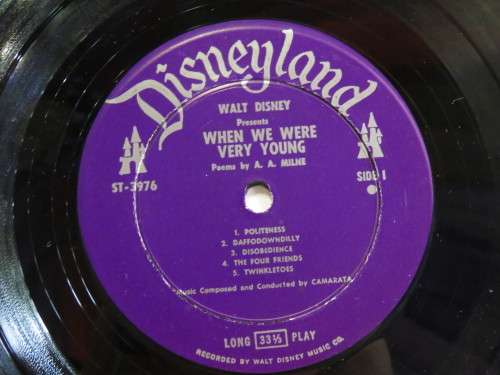 Disneyland
WALT DISNEY
Presents
WHEN WE WERE
VERY YOUNG
Poems by A. A. MILNE
ST-3976
SIDE 1
1. POLITENESS
2. DAFFODOWNDILLY
3. DISOBEDIENCE
4. THE FOUR FRIENDS
5. TWINKLETOES
Music Composed and Conducted by CAMARATA
LONG 33⅓ PLAY
RECORDED BY WALT DISNEY MUSIC CO.